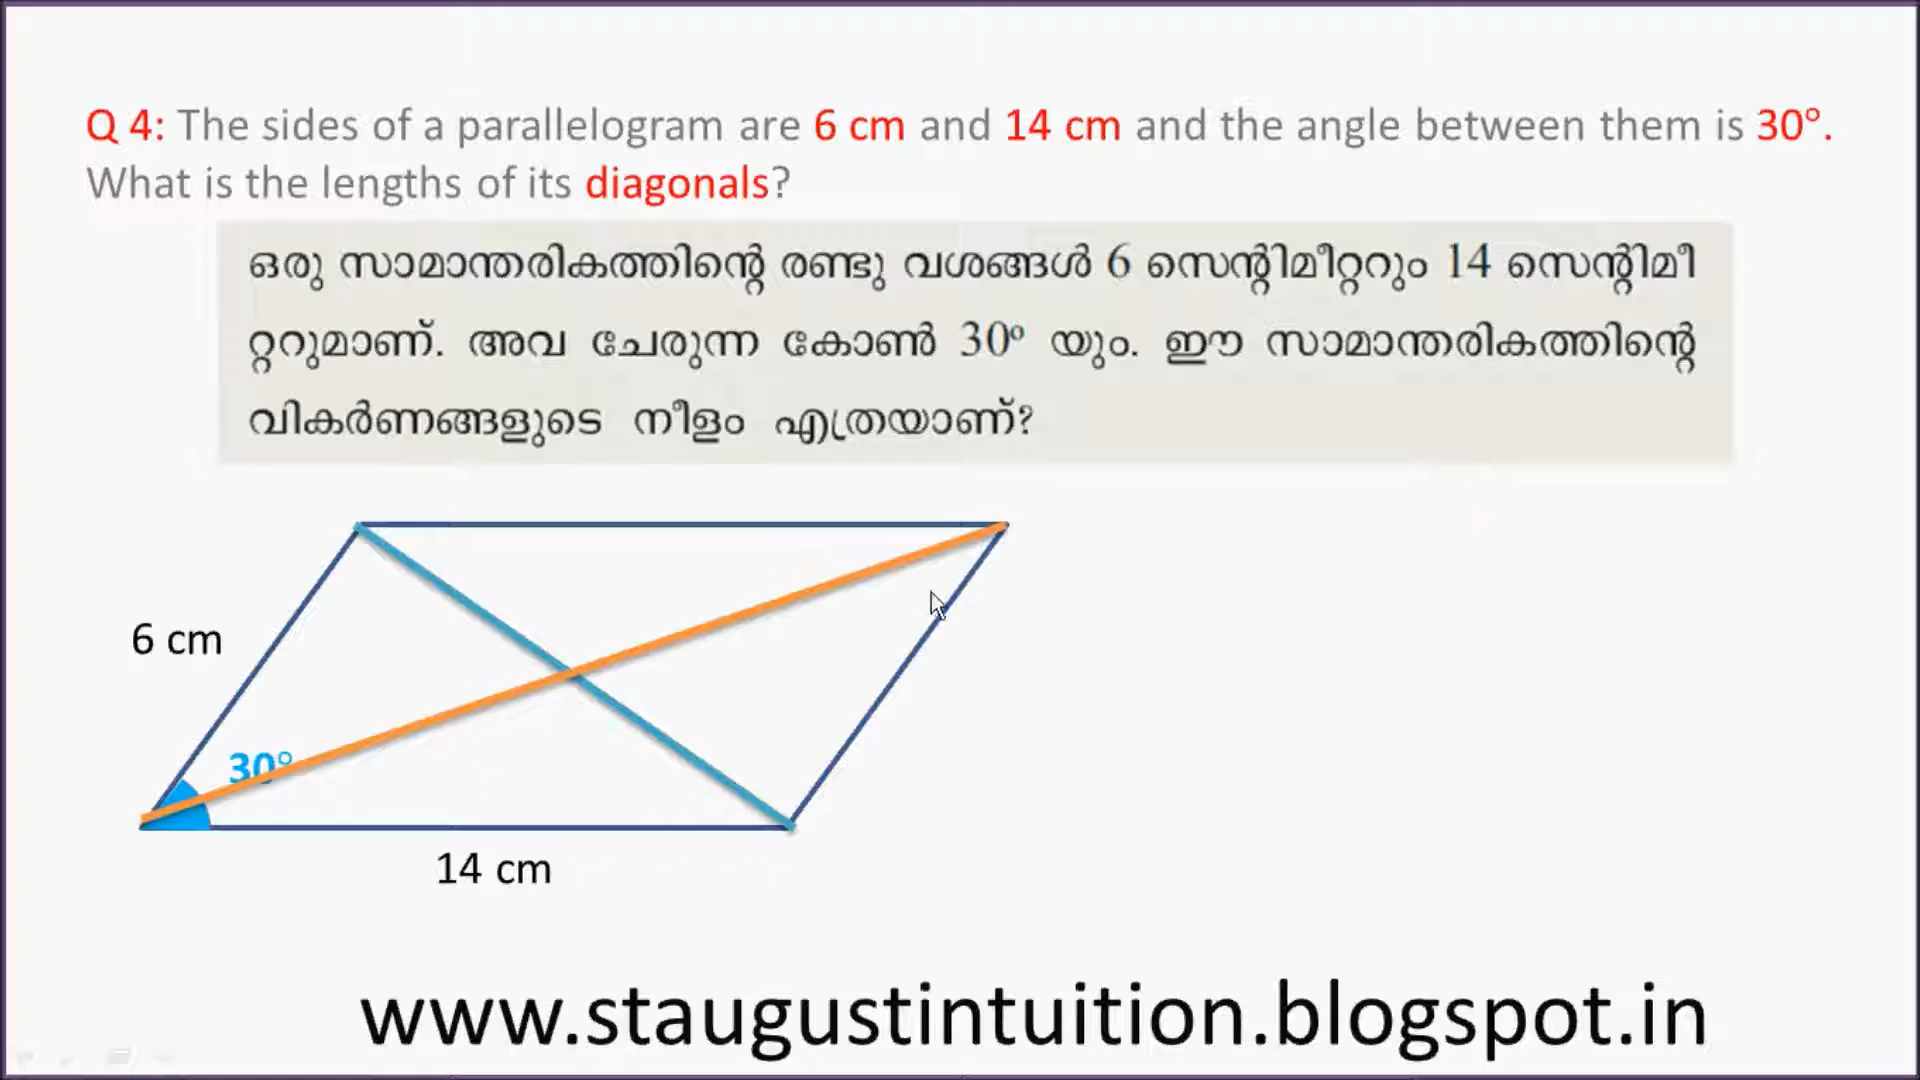 Q 4: The sides of a parallelogram are 6 cm and 14 cm and the angle between them is 30°.
What is the lengths of its diagonals?
ഒരു സാമാന്തരികത്തിന്റെ രണ്ടു വശങ്ങൾ 6 സെന്റിമീറ്ററും 14 സെന്റിമീ
റ്ററുമാണ്. അവ ചേരുന്ന കോൺ 30° യും. ഈ സാമാന്തരികത്തിന്റെ
വികർണങ്ങളുടെ നീളം എത്രയാണ്?
6 cm
30°
14 cm
www.staugustintuition.blogspot.in